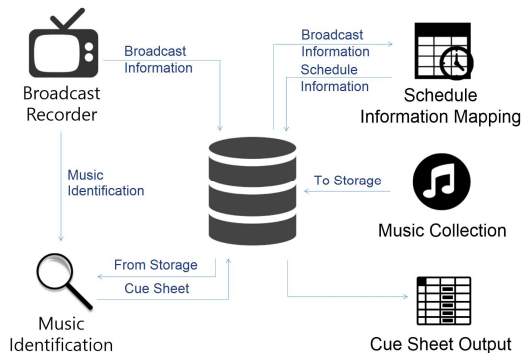 Broadcast
Information
Broadcast
Recorder
Broadcast
Information
Schedule
Information
Schedule
Information Mapping
Music
Identification
To Storage
Music Collection
From Storage
Cue Sheet
Music
Identification
Cue Sheet Output